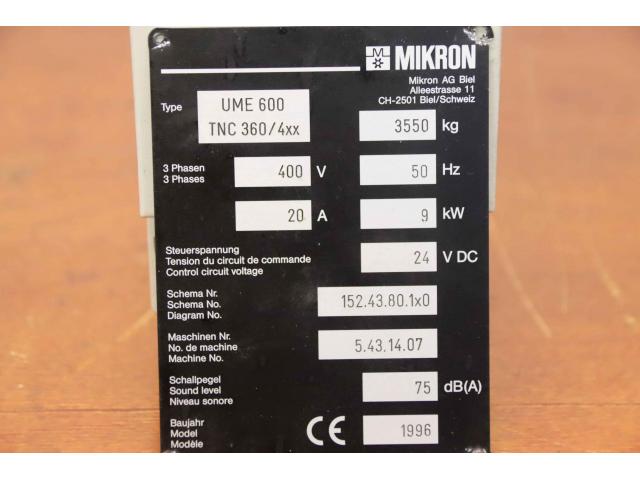 MIKRON
Mikron AG Biel
Alleestrasse 11
CH-2501 Biel/Schweiz
Type UME 600
TNC 360/4xx
3550 kg
3 Phasen
3 Phases
400 V
50 Hz
20 A
9 kW
Steuerspannung
Tension du circuit de commande
Control circuit voltage
24 V DC
Schema Nr.
Schema No.
Diagram No.
152.43.80.1x0
Maschinen Nr.
No. de machine
Machine No.
5.43.14.07
Schallpegel
Sound level
Niveau sonore
75 dB(A)
Baujahr
Model
Modèle
CE
1996